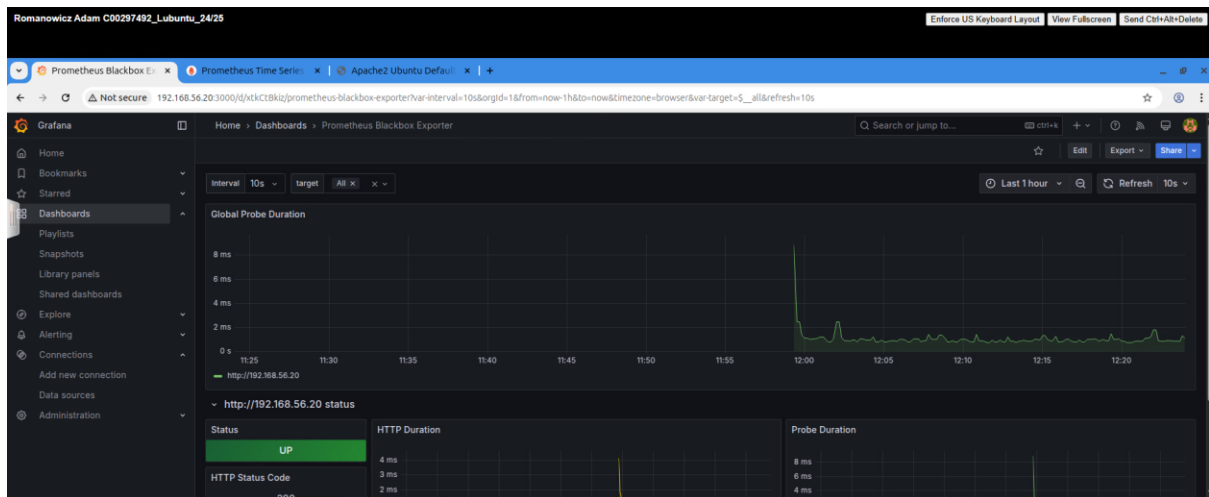 Romanowicz Adam C00297492_Lubuntu_24/25
Enforce US Keyboard Layout View Fullscreen Send Ctrl+Alt+Delete
Prometheus Blackbox Ex Prometheus Time Series Apache2 Ubuntu Default
Not secure 192.168.56.20:3000/d/xtkCtBkiz/prometheus-blackbox-exporter?var-interval=10s&orgId=1&from=now-1h&to=now&timezone=browser&var-target=$__all&refresh=10s
Grafana
Home > Dashboards > Prometheus Blackbox Exporter
Search or jump to... ctrl+k
Home
Edit Export Share
Bookmarks
Interval 10s target All
Last 1 hour Refresh 10s
Starred
Dashboards
Playlists
Snapshots
Library panels
Shared dashboards
Explore
Alerting
Connections
Add new connection
Data sources
Administration
Global Probe Duration
8 ms
6 ms
4 ms
2 ms
0 s
11:25 11:30 11:35 11:40 11:45 11:50 11:55 12:00 12:05 12:10 12:15 12:20
http://192.168.56.20
http://192.168.56.20 status
Status
UP
HTTP Status Code
200
HTTP Duration
4 ms
3 ms
2 ms
Probe Duration
8 ms
6 ms
4 ms